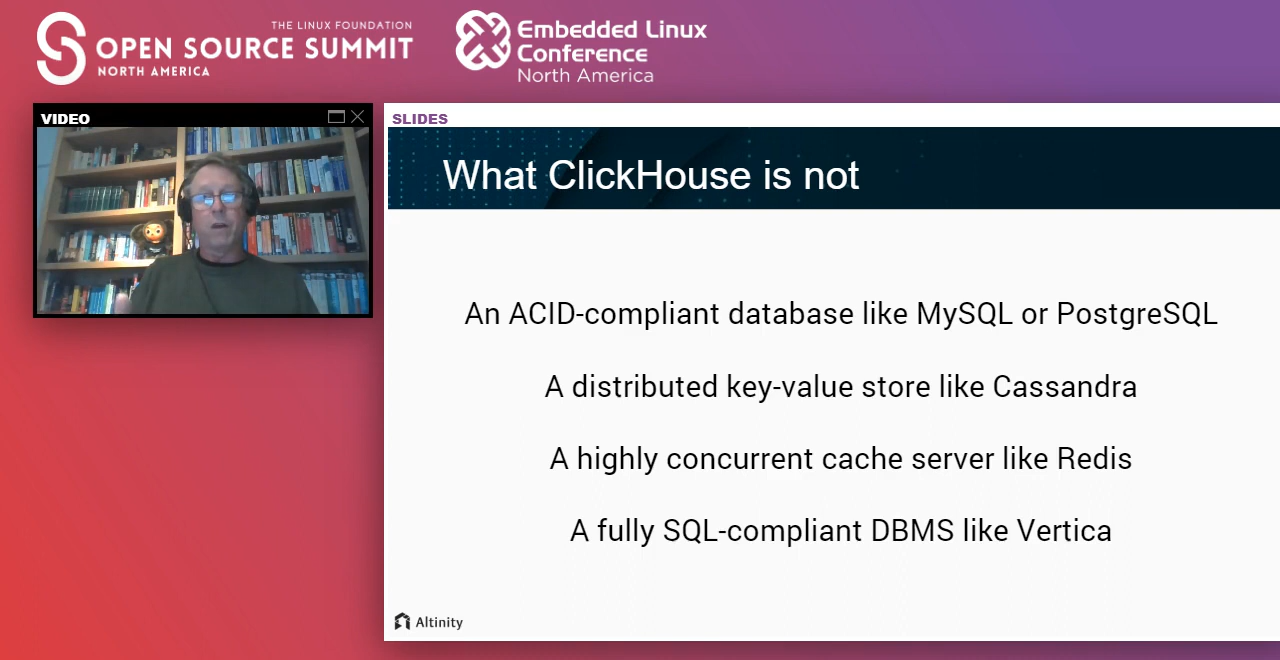 THE LINUX FOUNDATION
OPEN SOURCE SUMMIT
NORTH AMERICA
Embedded Linux
Conference
North America
VIDEO
SLIDES
What ClickHouse is not
An ACID-compliant database like MySQL or PostgreSQL
A distributed key-value store like Cassandra
A highly concurrent cache server like Redis
A fully SQL-compliant DBMS like Vertica
Altinity